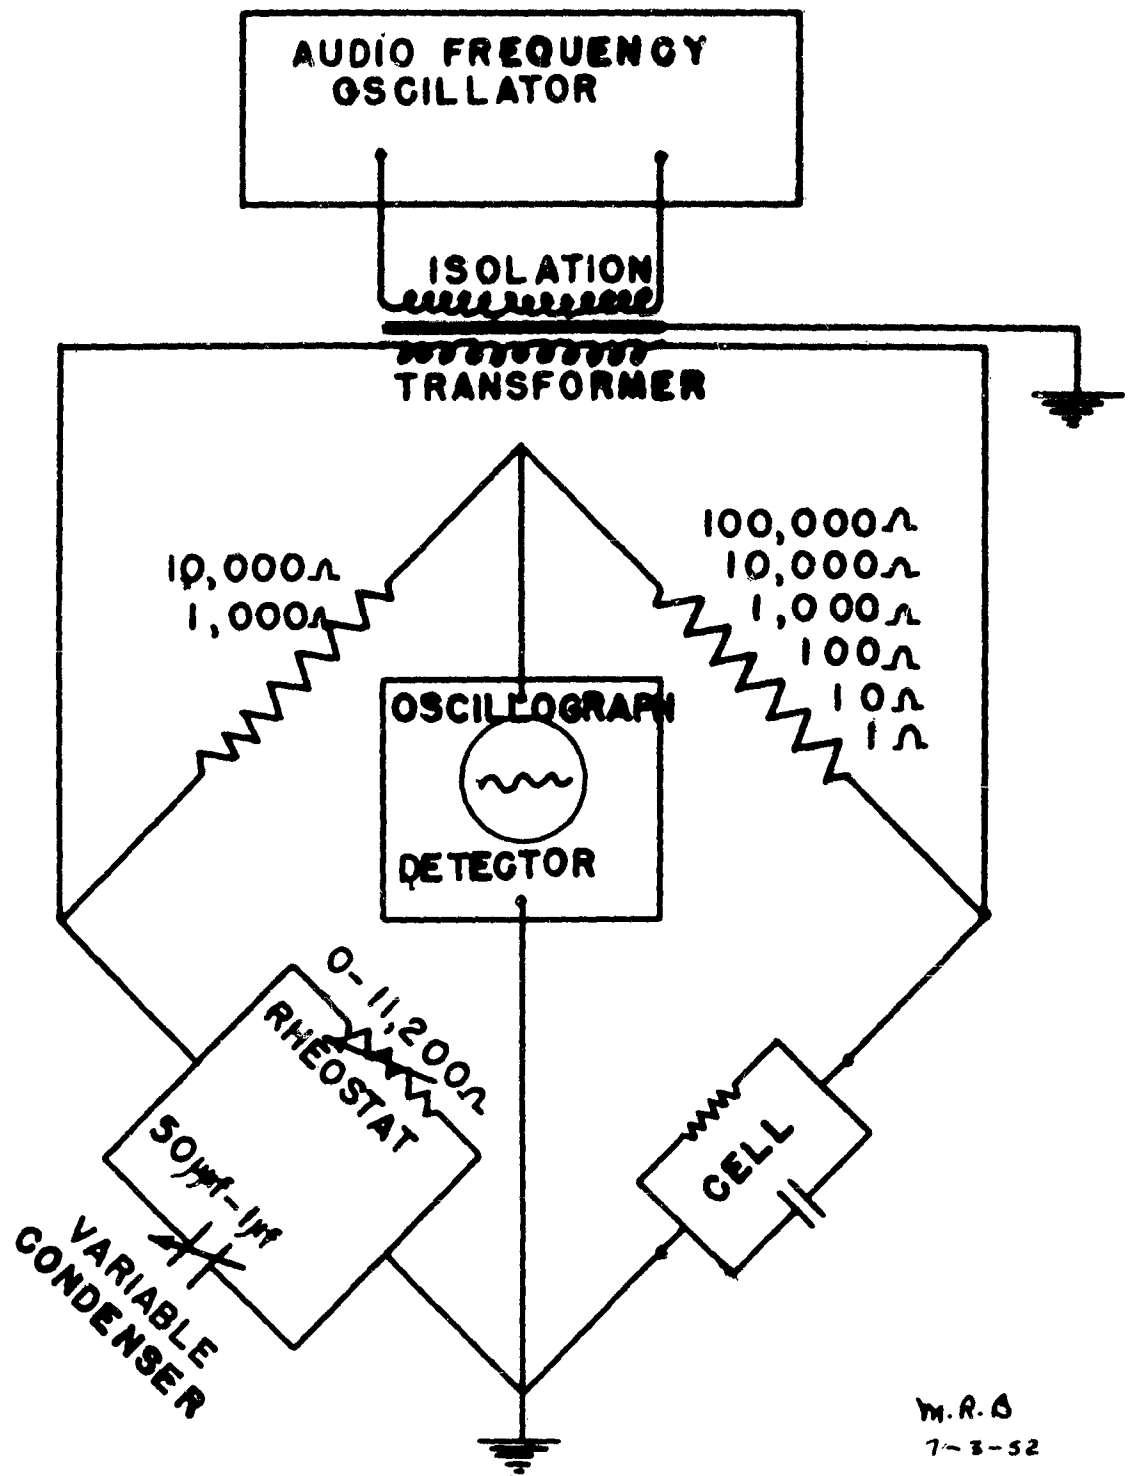 AUDIO FREQUENCY
OSCILLATOR
ISOLATION
TRANSFORMER
10,000Ω
1,000Ω
100,000Ω
10,000Ω
1,000Ω
100Ω
10Ω
1Ω
OSCILLOGRAPH
DETECTOR
0-11,200Ω
RHEOSTAT
50μμf-1μf
VARIABLE
CONDENSER
CELL
M.R.B
7-3-52